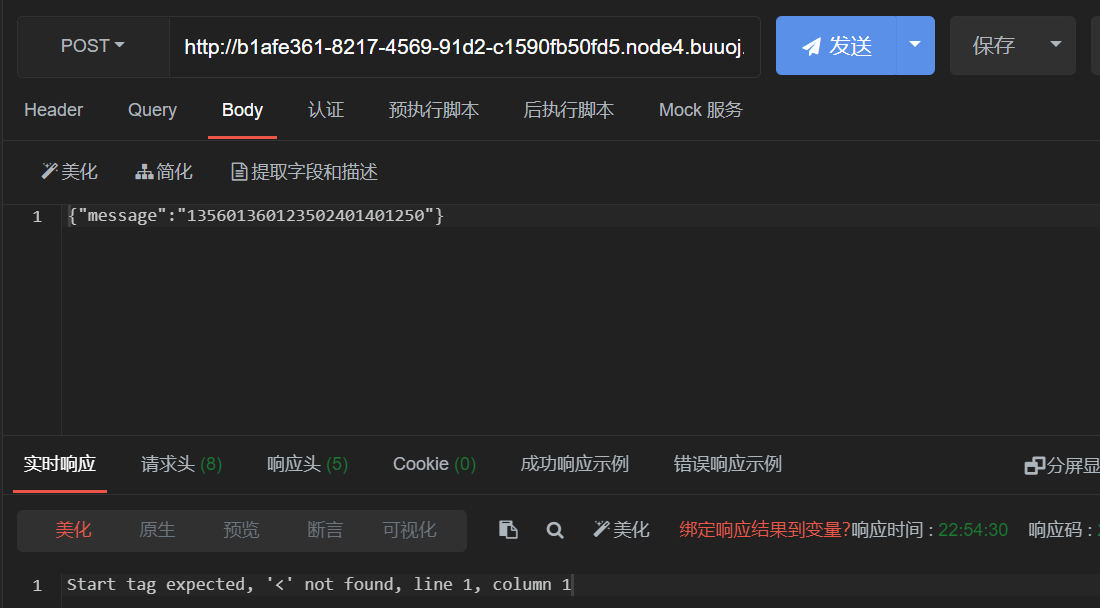 POST http://b1afe361-8217-4569-91d2-c1590fb50fd5.node4.buuoj. 发送 保存
Header Query Body 认证 预执行脚本 后执行脚本 Mock 服务
美化 简化 提取字段和描述
1 {"message":"135601360123502401401250"}
实时响应 请求头 (8) 响应头 (5) Cookie (0) 成功响应示例 错误响应示例 分屏显
美化 原生 预览 断言 可视化 美化 绑定响应结果到变量?响应时间 : 22:54:30 响应码 :
1 Start tag expected, '<' not found, line 1, column 1